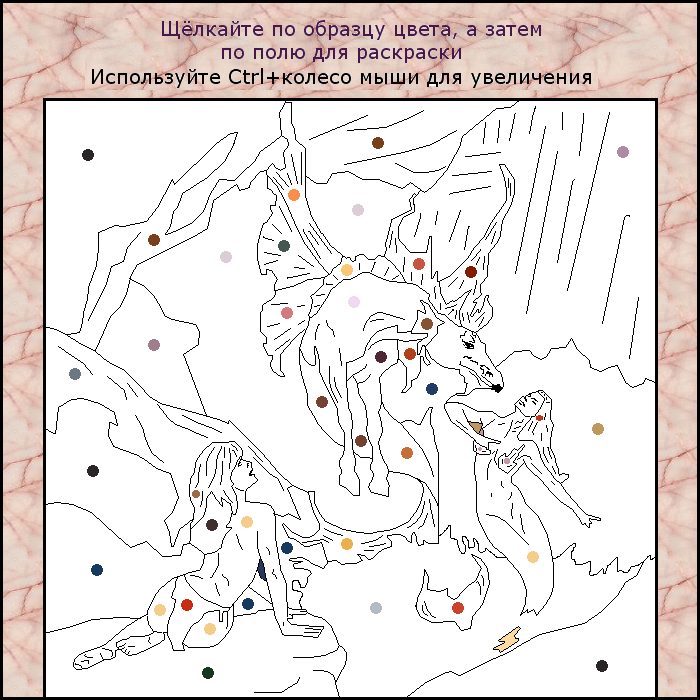 Щёлкайте по образцу цвета, а затем
по полю для раскраски
Используйте Ctrl+колесо мыши для увеличения